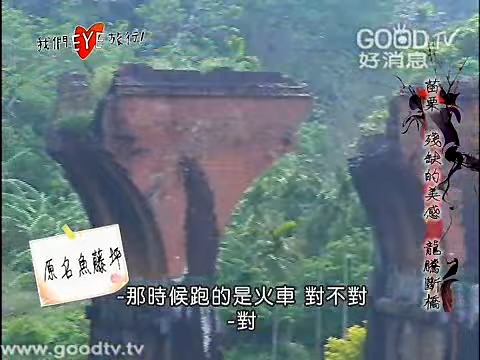 我們EYE旅行!
GOOD TV
好消息
苗栗 殘缺的美感 龍騰斷橋
原名魚藤坪
-那時候跑的是火車 對不對
-對
www.goodtv.tv